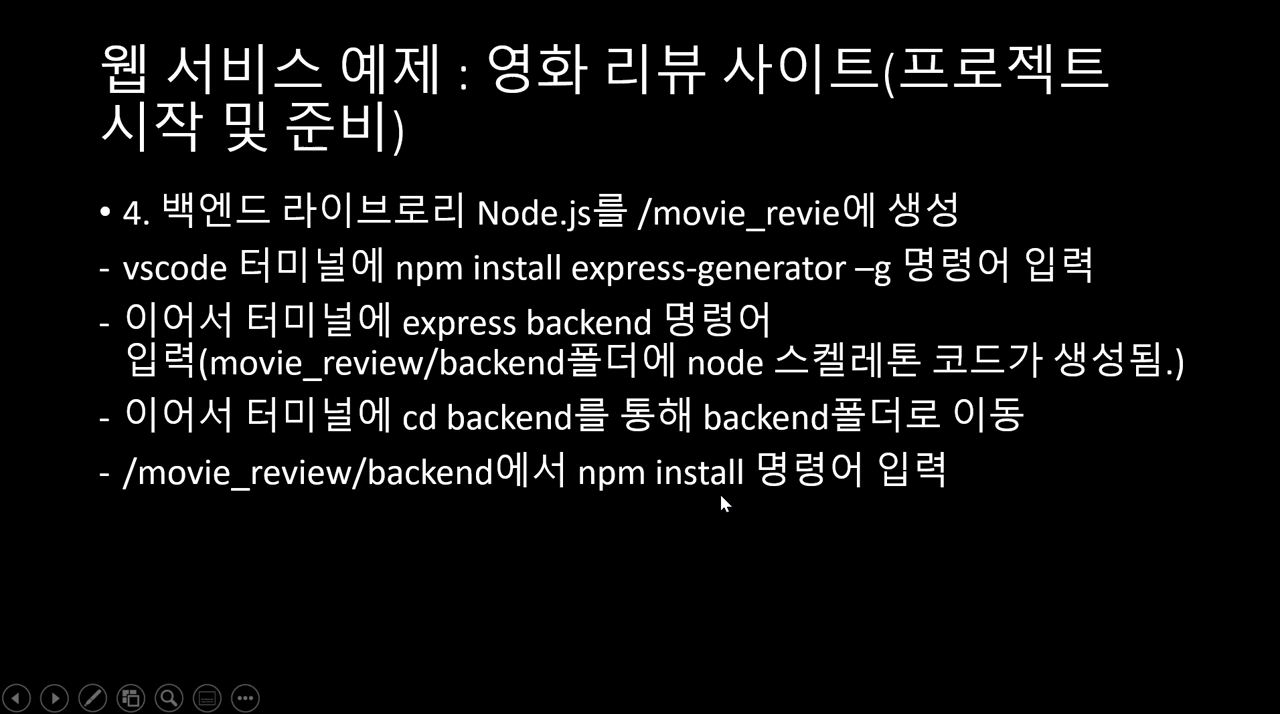 웹 서비스 예제 : 영화 리뷰 사이트(프로젝트
시작 및 준비)
• 4. 백엔드 라이브로리 Node.js를 /movie_revie에 생성
- vscode 터미널에 npm install express-generator –g 명령어 입력
- 이어서 터미널에 express backend 명령어
입력(movie_review/backend폴더에 node 스켈레톤 코드가 생성됨.)
- 이어서 터미널에 cd backend를 통해 backend폴더로 이동
- /movie_review/backend에서 npm install 명령어 입력